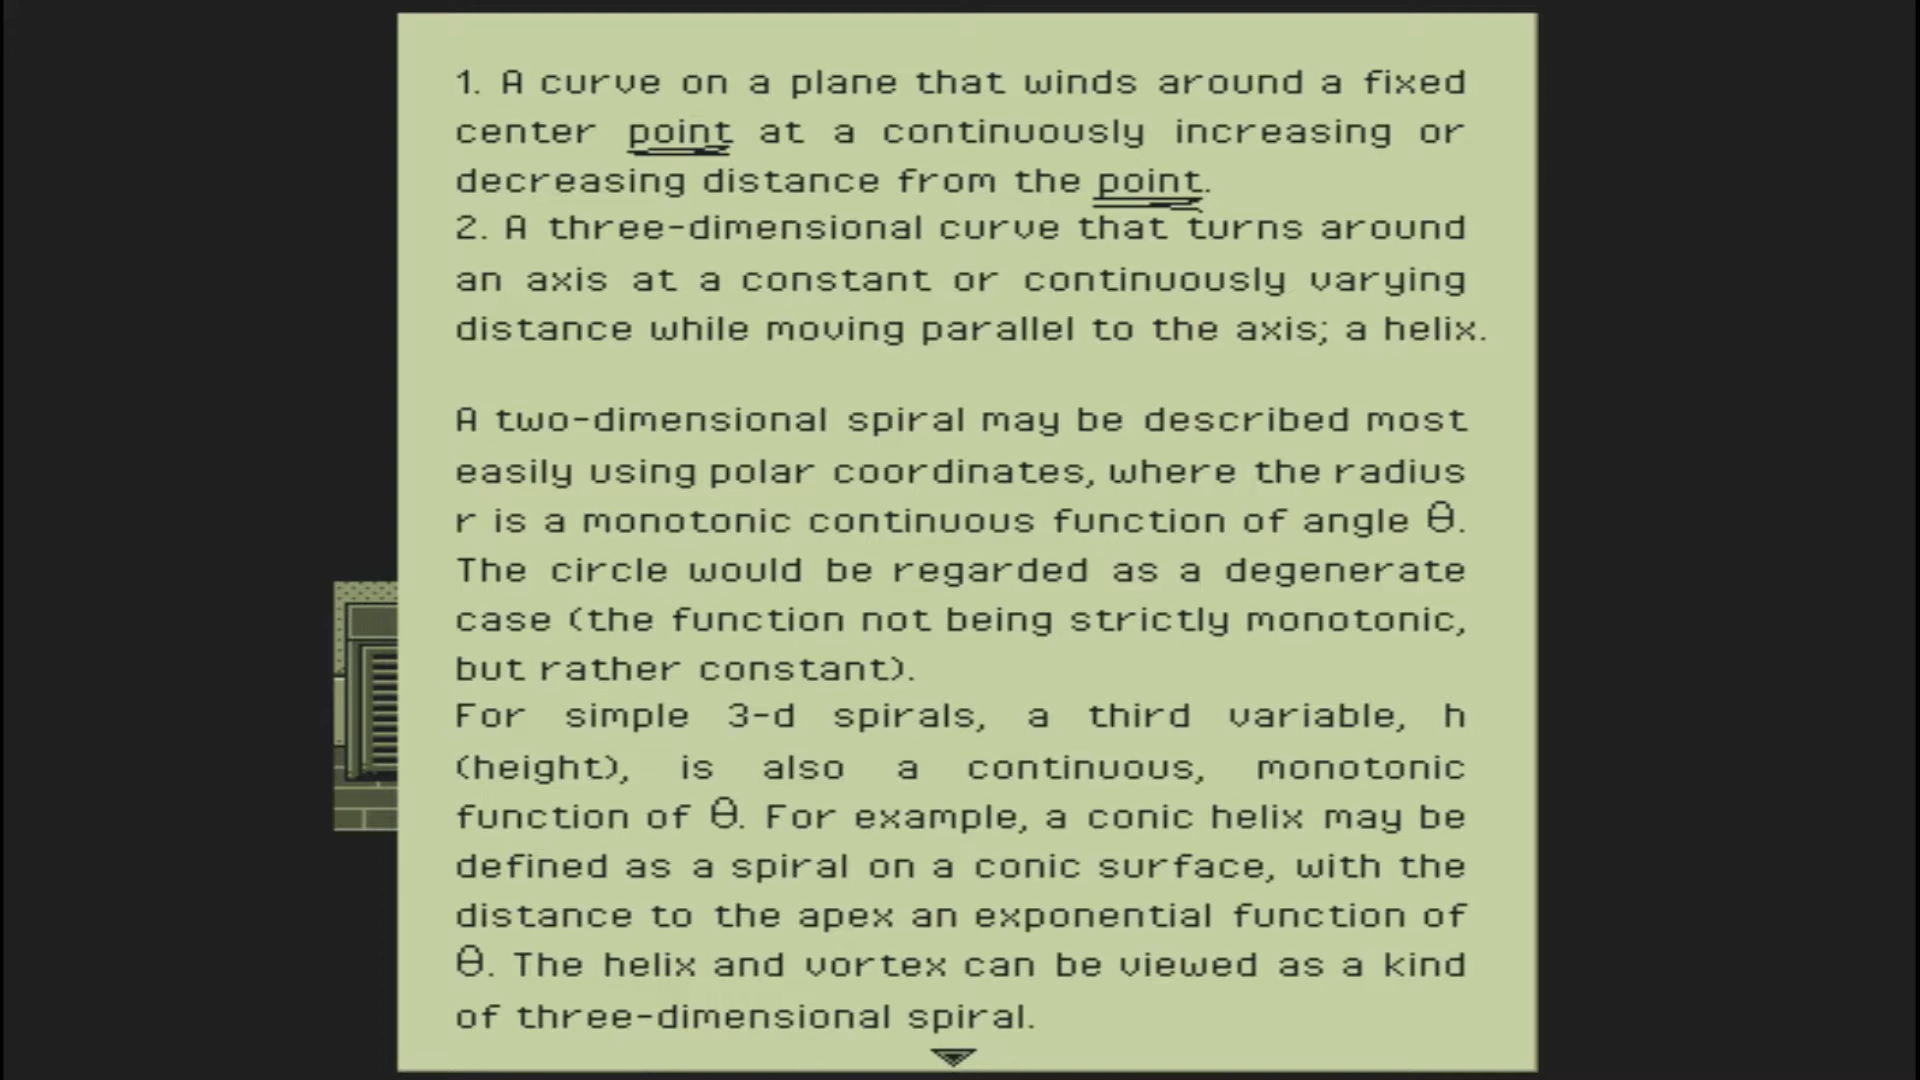 1. A curve on a plane that winds around a fixed
center point at a continuously increasing or
decreasing distance from the point.
2. A three-dimensional curve that turns around
an axis at a constant or continuously varying
distance while moving parallel to the axis; a helix.
A two-dimensional spiral may be described most
easily using polar coordinates, where the radius
r is a monotonic continuous function of angle θ.
The circle would be regarded as a degenerate
case (the function not being strictly monotonic,
but rather constant).
For simple 3-d spirals, a third variable, h
(height), is also a continuous, monotonic
function of θ. For example, a conic helix may be
defined as a spiral on a conic surface, with the
distance to the apex an exponential function of
θ. The helix and vortex can be viewed as a kind
of three-dimensional spiral.